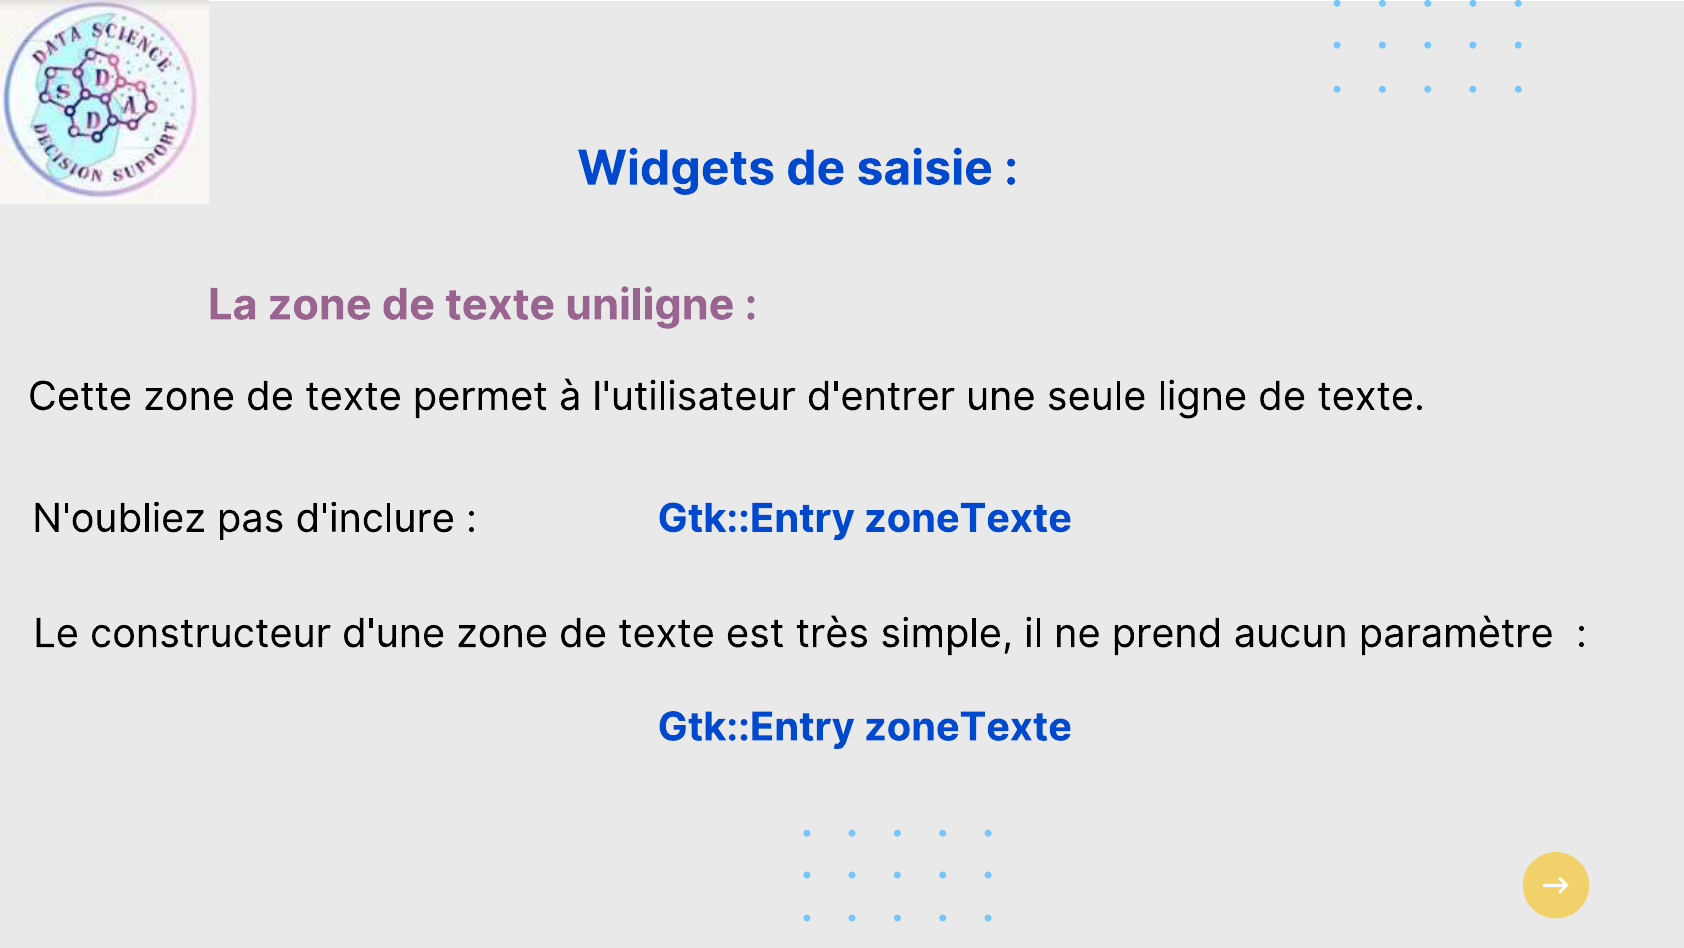 DATA SCIENCE
S D
D A
DECISION SUPPORT
Widgets de saisie :
La zone de texte uniligne :
Cette zone de texte permet à l'utilisateur d'entrer une seule ligne de texte.
N'oubliez pas d'inclure : Gtk::Entry zoneTexte
Le constructeur d'une zone de texte est très simple, il ne prend aucun paramètre :
Gtk::Entry zoneTexte